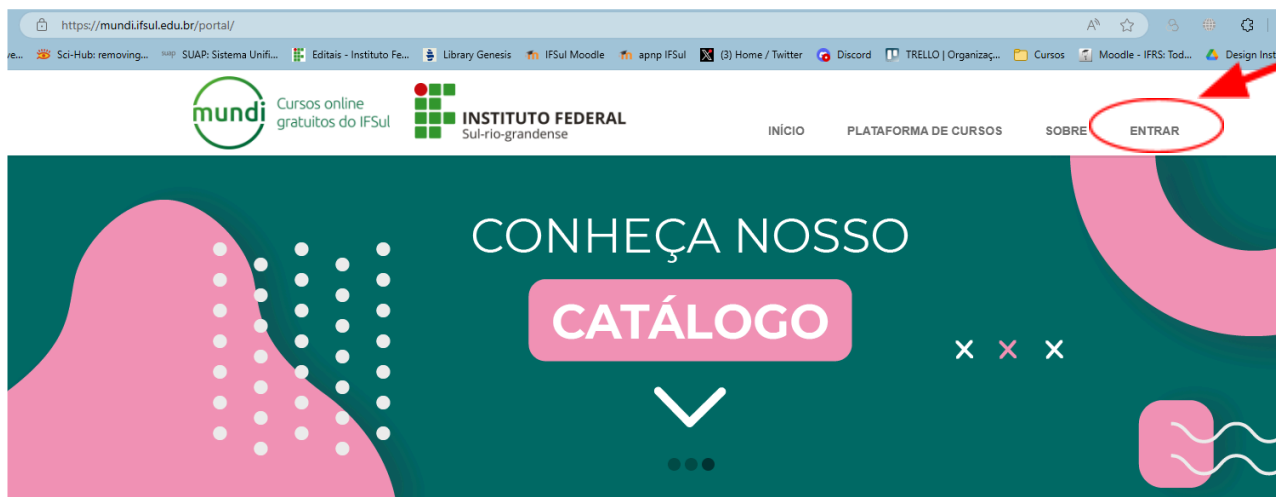 https://mundi.ifsul.edu.br/portal/
ve... Sci-Hub: removing... SUAP: Sistema Unifi... Editais - Instituto Fe... Library Genesis IFSul Moodle apnp IFSul (3) Home / Twitter Discord TRELLO | Organizaç... Cursos Moodle - IFRS: Tod... Design Inst
mundi Cursos online
gratuitos do IFSul
INSTITUTO FEDERAL
Sul-rio-grandense
INÍCIO PLATAFORMA DE CURSOS SOBRE ENTRAR
CONHEÇA NOSSO
CATÁLOGO